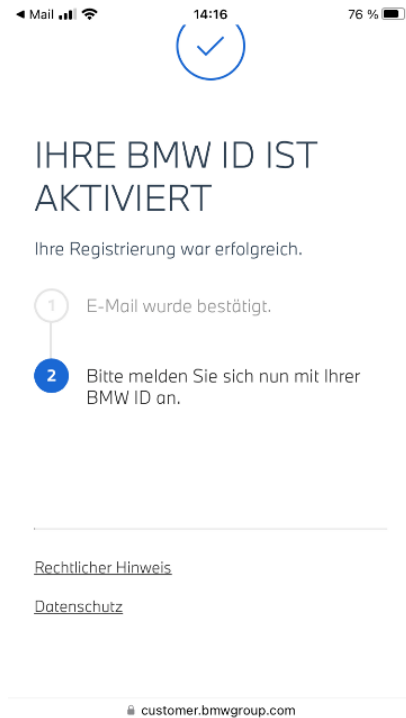 Mail
14:16
76 %
IHRE BMW ID IST
AKTIVIERT
Ihre Registrierung war erfolgreich.
1
E-Mail wurde bestätigt.
2
Bitte melden Sie sich nun mit Ihrer
BMW ID an.
Rechtlicher Hinweis
Datenschutz
customer.bmwgroup.com